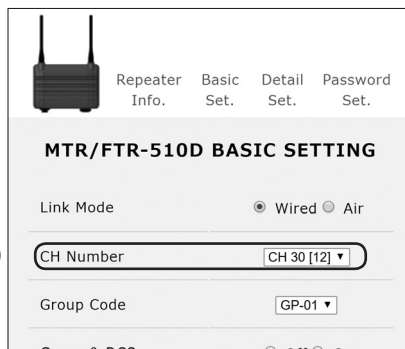 Repeater Basic Detail Password
Info. Set. Set. Set.
MTR/FTR-510D BASIC SETTING
Link Mode Wired Air
CH Number CH 30 [12]
Group Code GP-01